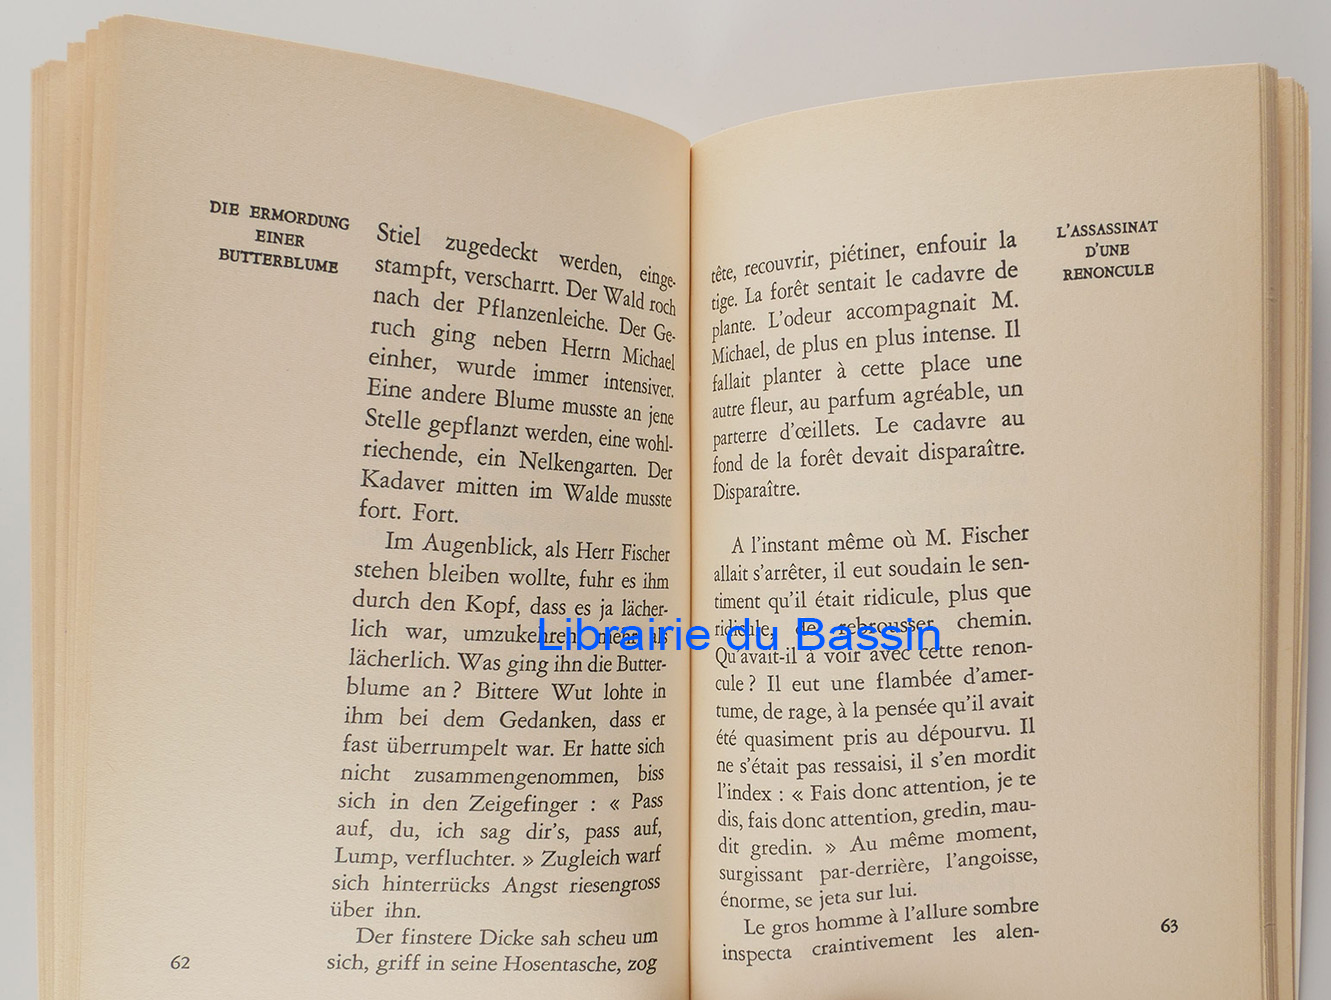 DIE ERMORDUNG
EINER
BUTTERBLUME
Stiel zugedeckt werden, einge-
stampft, verscharrt. Der Wald roch
nach der Pflanzenleiche. Der Ge-
ruch ging neben Herrn Michael
einher, wurde immer intensiver.
Eine andere Blume musste an jene
Stelle gepflanzt werden, eine wohl-
riechende, ein Nelkengarten. Der
Kadaver mitten im Walde musste
fort. Fort.
Im Augenblick, als Herr Fischer
stehen bleiben wollte, fuhr es ihm
durch den Kopf, dass es ja lächer-
lich war, umzukehren, mehr als
lächerlich. Was ging ihn die Butter-
blume an ? Bittere Wut lohte in
ihm bei dem Gedanken, dass er
fast überrumpelt war. Er hatte sich
nicht zusammengenommen, biss
sich in den Zeigefinger : « Pass
auf, du, ich sag dir's, pass auf,
Lump, verfluchter. » Zugleich warf
sich hinterrücks Angst riesengross
über ihn.
Der finstere Dicke sah scheu um
sich, griff in seine Hosentasche, zog
62
L'ASSASSINAT
D'UNE
RENONCULE
tête, recouvrir, piétiner, enfouir la
tige. La forêt sentait le cadavre de
plante. L'odeur accompagnait M.
Michael, de plus en plus intense. Il
fallait planter à cette place une
autre fleur, au parfum agréable, un
parterre d'œillets. Le cadavre au
fond de la forêt devait disparaître.
Disparaître.
A l'instant même où M. Fischer
allait s'arrêter, il eut soudain le sen-
timent qu'il était ridicule, plus que
ridicule, de rebrousser chemin.
Qu'avait-il à voir avec cette renon-
cule ? Il eut une flambée d'amer-
tume, de rage, à la pensée qu'il avait
été quasiment pris au dépourvu. Il
ne s'était pas ressaisi, il s'en mordit
l'index : « Fais donc attention, je te
dis, fais donc attention, gredin, mau-
dit gredin. » Au même moment,
surgissant par-derrière, l'angoisse,
énorme, se jeta sur lui.
Le gros homme à l'allure sombre
inspecta craintivement les alen-
63
Librairie du Bassin